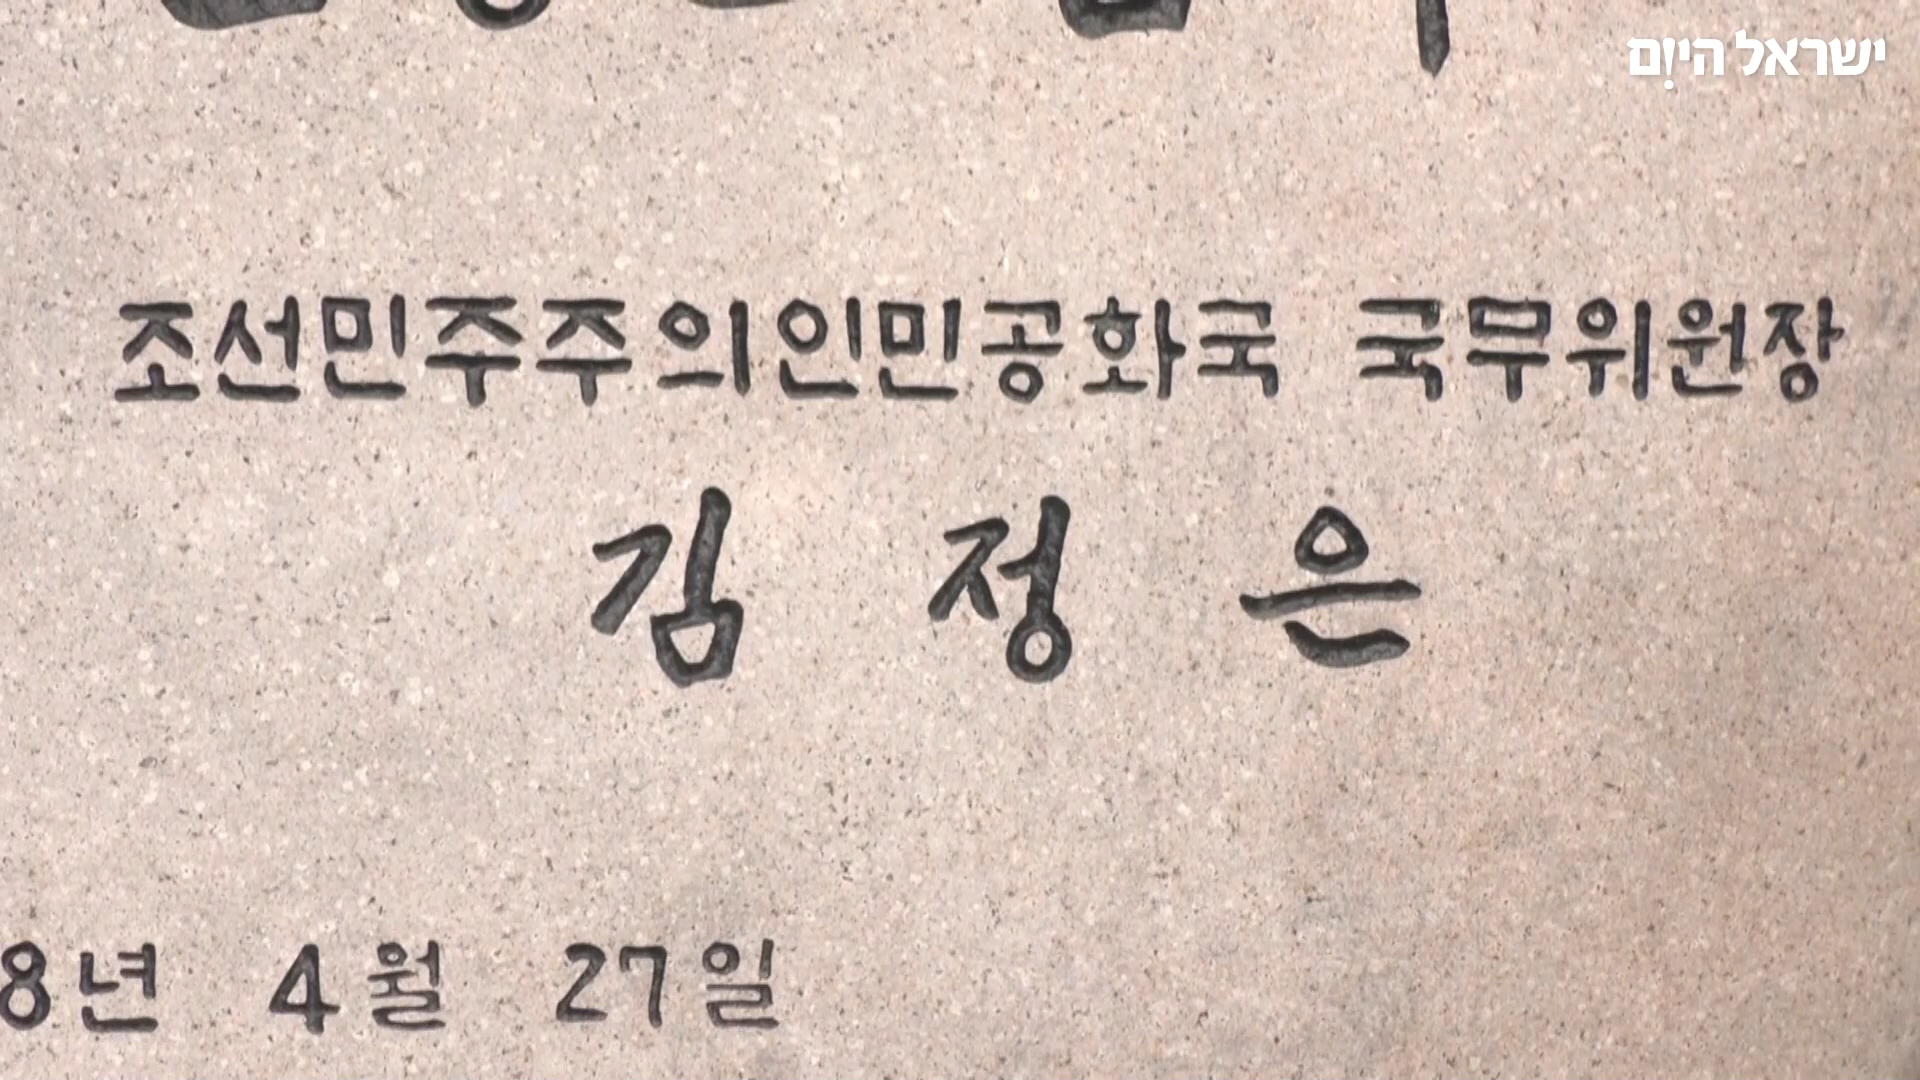 ישראל היום
조선민주주의인민공화국 국무위원장
김 정 은
8년 4월 27일